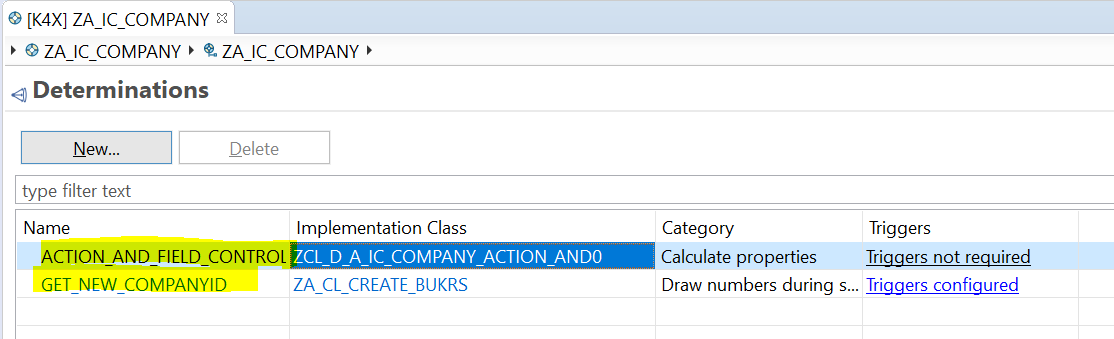 [K4X] ZA_IC_COMPANY
ZA_IC_COMPANY ZA_IC_COMPANY
Determinations
New... Delete
type filter text
Name Implementation Class Category Triggers
ACTION_AND_FIELD_CONTROL ZCL_D_A_IC_COMPANY_ACTION_AND0 Calculate properties Triggers not required
GET_NEW_COMPANYID ZA_CL_CREATE_BUKRS Draw numbers during s... Triggers configured